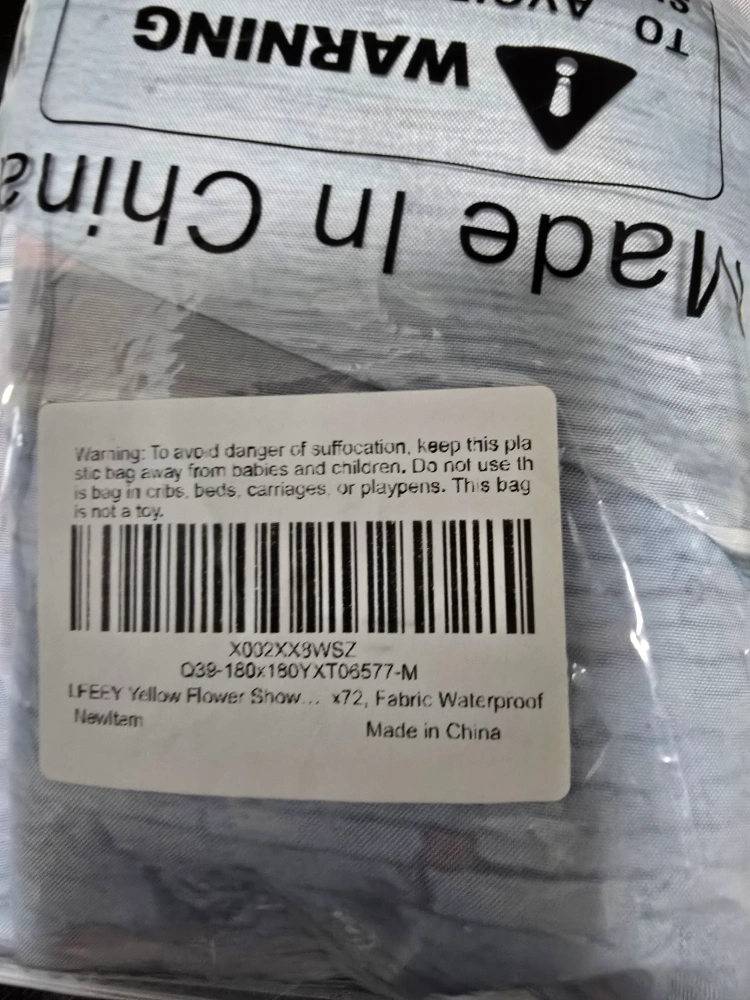 TO AVOID
WARNING
Made In China
Warning: To avoid danger of suffocation, keep this pla
stic bag away from babies and children. Do not use th
is bag in cribs, beds, carriages, or playpens. This bag
is not a toy.
X002XX8WSZ
Q39-180x180YXT06577-M
LFEEY Yellow Flower Show... x72, Fabric Waterproof
NewItem
Made in China